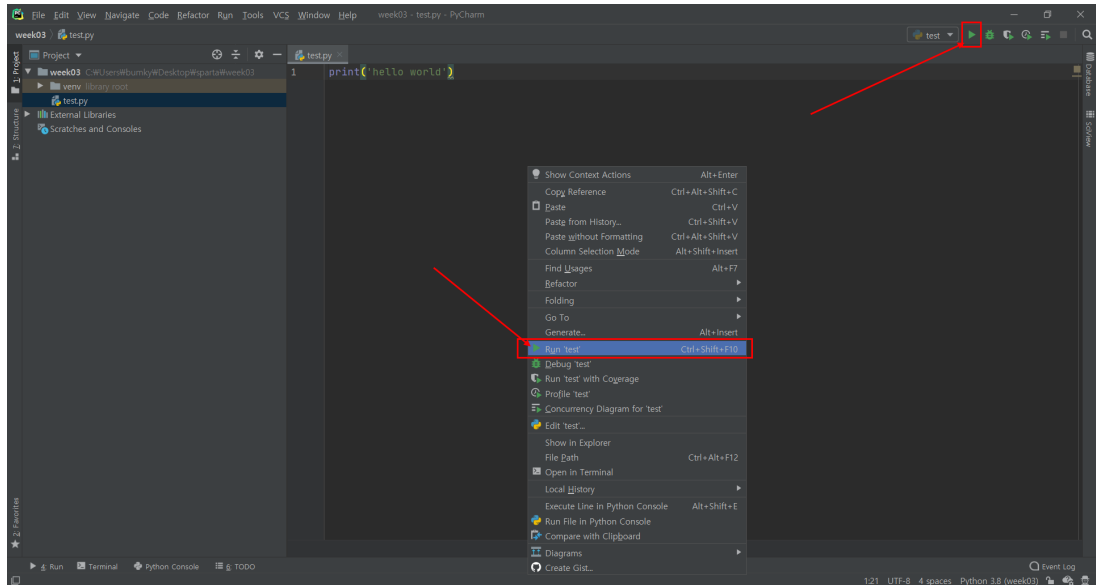 File Edit View Navigate Code Refactor Run Tools VCS Window Help week03 - test.py - PyCharm
week03 test.py test
Project test.py
1: Project
week03 C:₩Users₩bumky₩Desktop₩sparta₩week03
venv library root
test.py
External Libraries
Scratches and Consoles
1 print('hello world')
Database
SciView
Z: Structure
2: Favorites
Show Context Actions Alt+Enter
Copy Reference Ctrl+Alt+Shift+C
Paste Ctrl+V
Paste from History... Ctrl+Shift+V
Paste without Formatting Ctrl+Alt+Shift+V
Column Selection Mode Alt+Shift+Insert
Find Usages Alt+F7
Refactor
Folding
Go To
Generate... Alt+Insert
Run 'test' Ctrl+Shift+F10
Debug 'test'
Run 'test' with Coverage
Profile 'test'
Concurrency Diagram for 'test'
Edit 'test'...
Show in Explorer
File Path Ctrl+Alt+F12
Open in Terminal
Local History
Execute Line in Python Console Alt+Shift+E
Run File in Python Console
Compare with Clipboard
Diagrams
Create Gist...
4: Run Terminal Python Console 6: TODO Event Log
1:21 UTF-8 4 spaces Python 3.8 (week03)